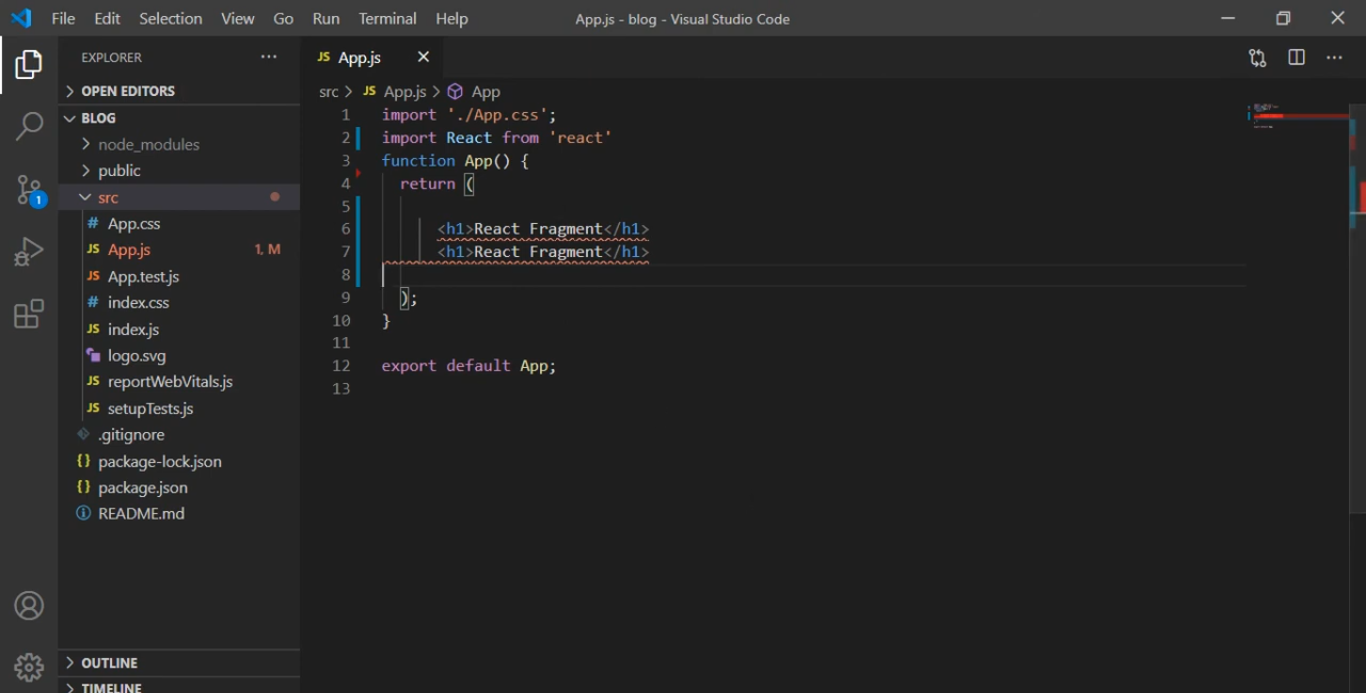 File Edit Selection View Go Run Terminal Help App.js - blog - Visual Studio Code
EXPLORER
OPEN EDITORS
BLOG
node_modules
public
src
# App.css
JS App.js 1, M
JS App.test.js
# index.css
JS index.js
logo.svg
JS reportWebVitals.js
JS setupTests.js
.gitignore
{} package-lock.json
{} package.json
README.md
OUTLINE
TIMELINE
1
JS App.js
src > JS App.js > App
1 import './App.css';
2 import React from 'react'
3 function App() {
4 return (
5
6 <h1>React Fragment</h1>
7 <h1>React Fragment</h1>
8
9 );
10 }
11
12 export default App;
13